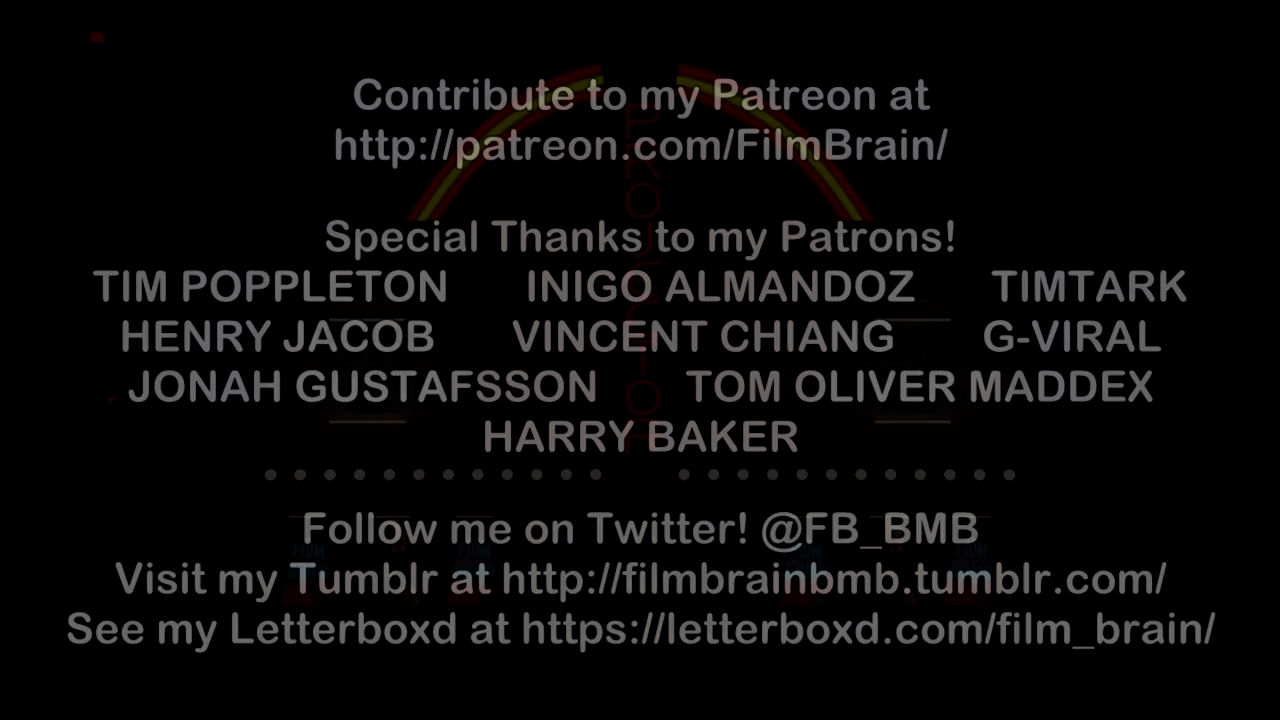 Contribute to my Patreon at
http://patreon.com/FilmBrain/
Special Thanks to my Patrons!
TIM POPPLETON INIGO ALMANDOZ TIMTARK
HENRY JACOB VINCENT CHIANG G-VIRAL
JONAH GUSTAFSSON TOM OLIVER MADDEX
HARRY BAKER
Follow me on Twitter! @FB_BMB
Visit my Tumblr at http://filmbrainbmb.tumblr.com/
See my Letterboxd at https://letterboxd.com/film_brain/